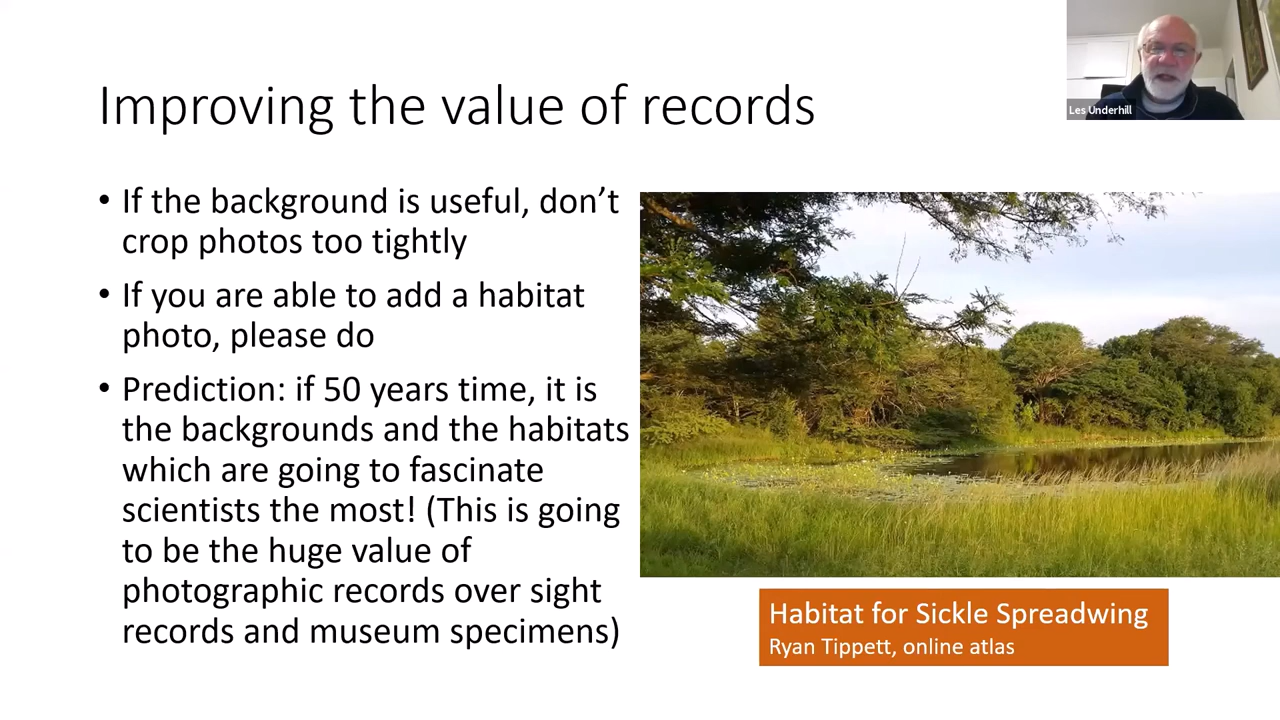 Improving the value of records
Les Underhill
• If the background is useful, don’t
crop photos too tightly
• If you are able to add a habitat
photo, please do
• Prediction: if 50 years time, it is
the backgrounds and the habitats
which are going to fascinate
scientists the most! (This is going
to be the huge value of
photographic records over sight
records and museum specimens)
Habitat for Sickle Spreadwing
Ryan Tippett, online atlas